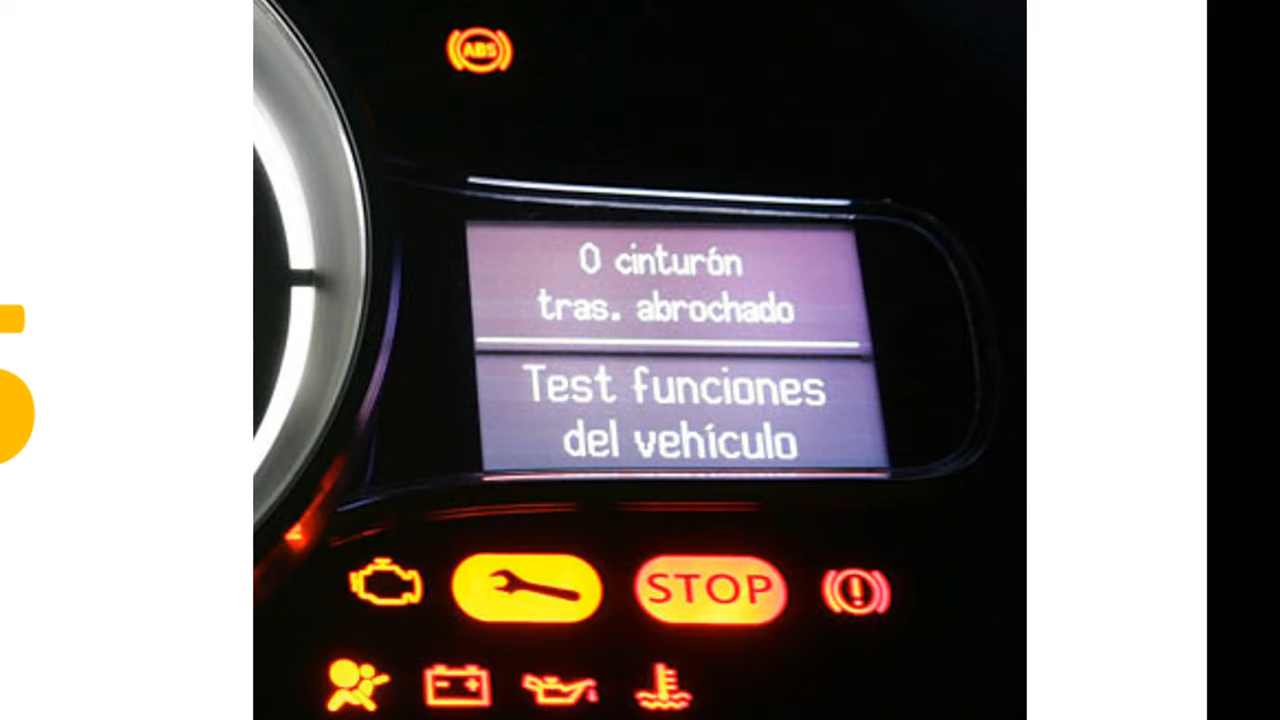 ABS
0 cinturón
tras. abrochado
Test funciones
del vehículo
STOP